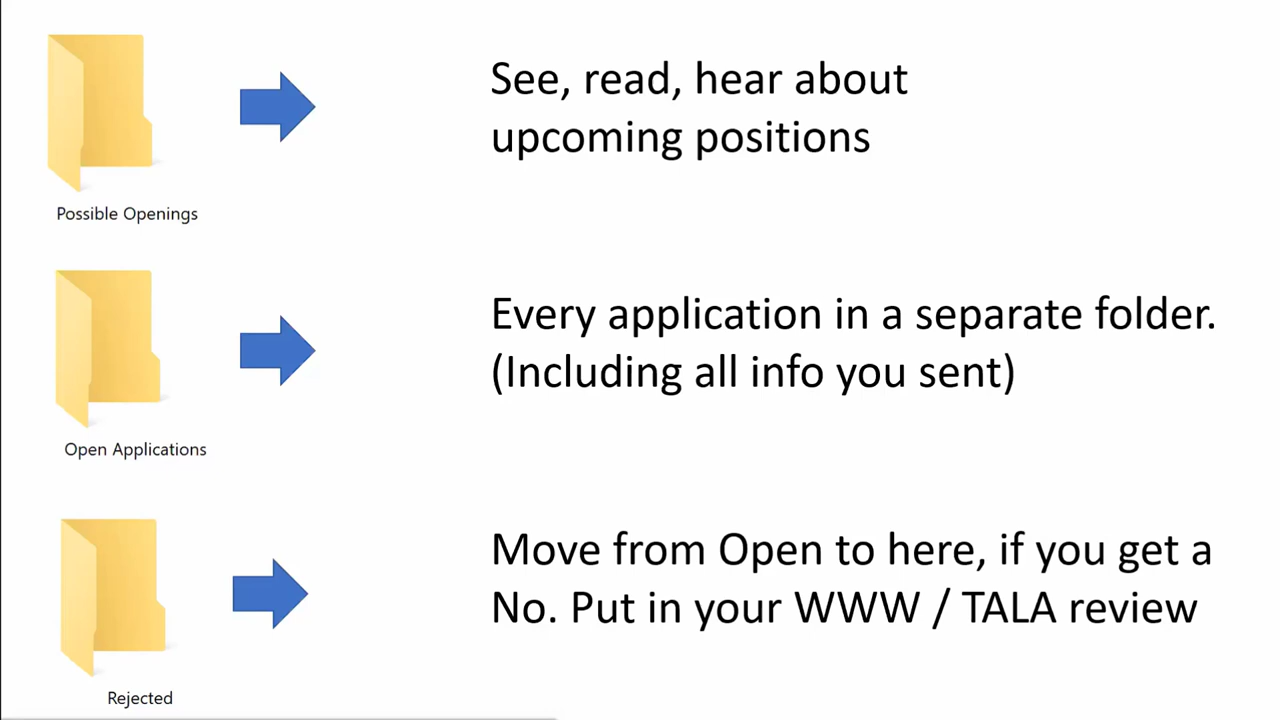 See, read, hear about
upcoming positions
Possible Openings
Every application in a separate folder.
(Including all info you sent)
Open Applications
Move from Open to here, if you get a
No. Put in your WWW / TALA review
Rejected